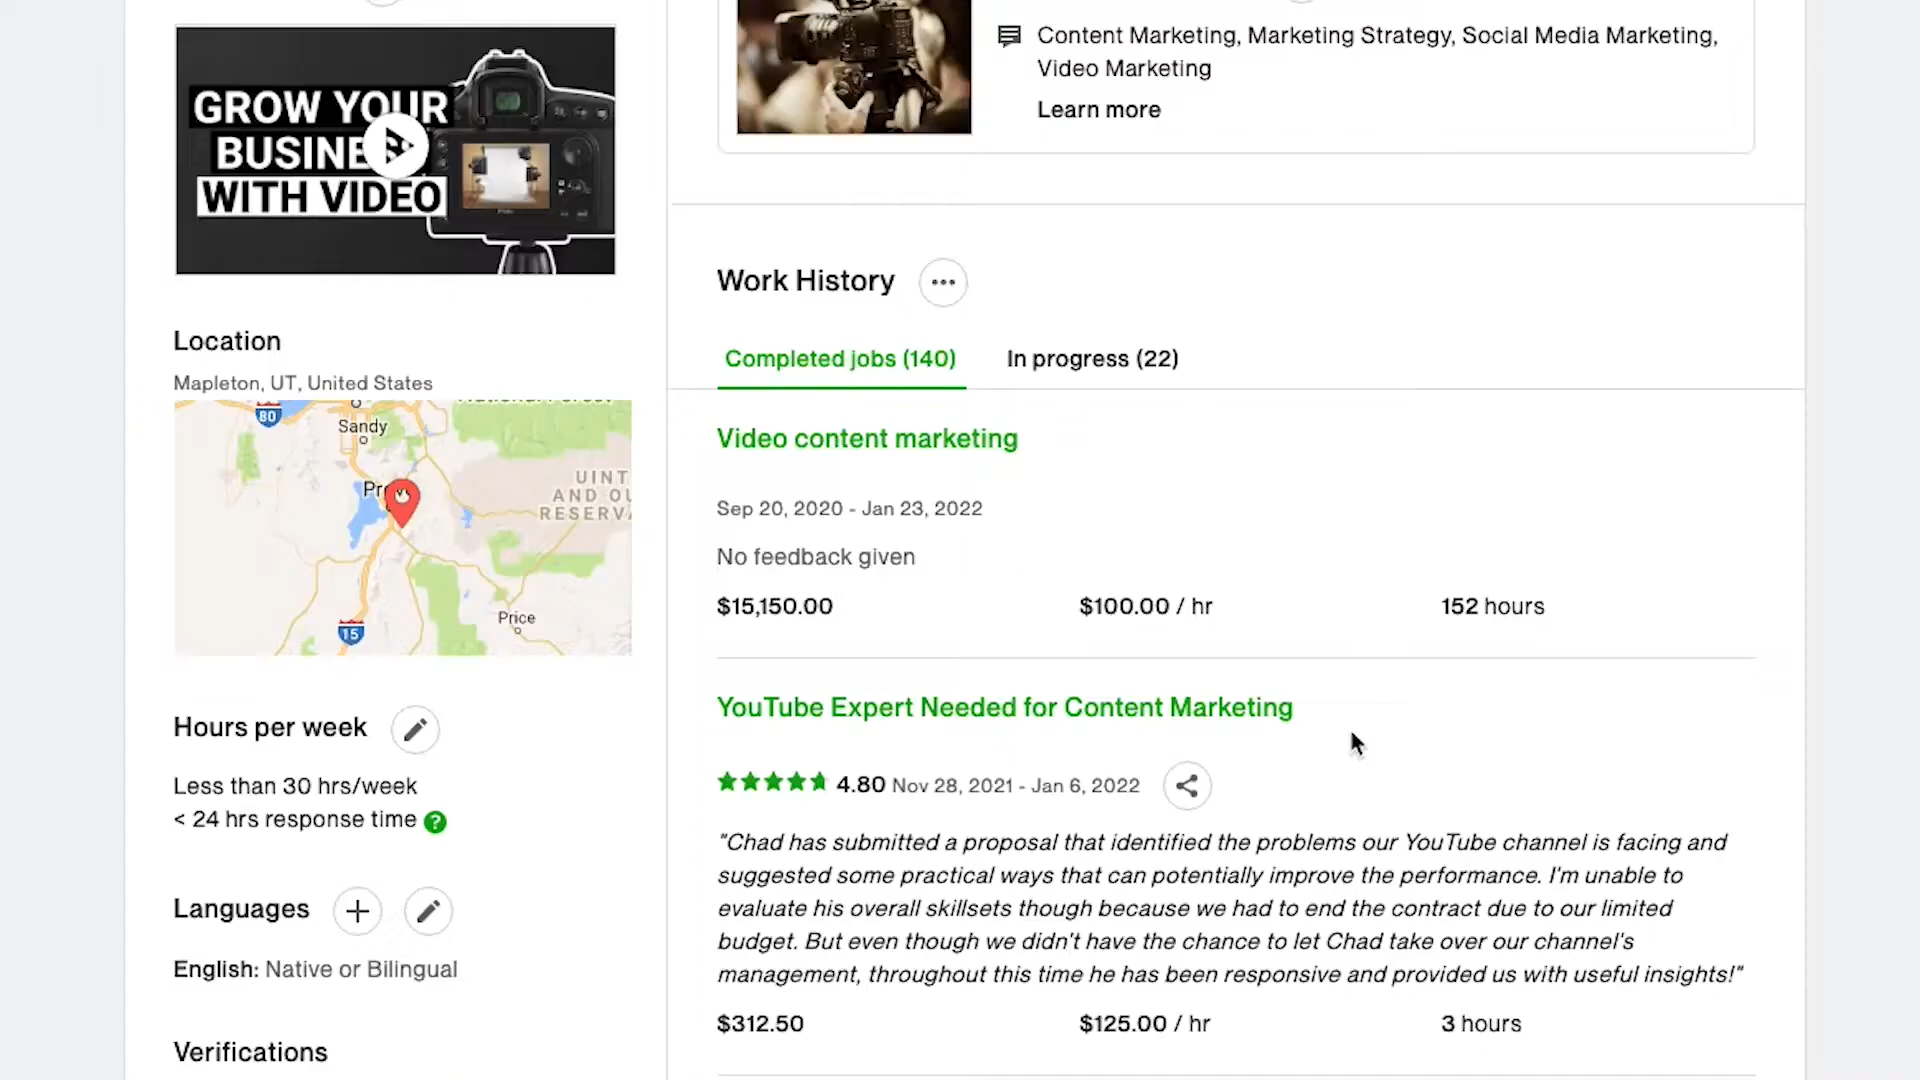 GROW YOUR
BUSINE
WITH VIDEO
Location
Mapleton, UT, United States
80
Sandy
UINT
AND OU
RESERVA
15
Price
Hours per week
Less than 30 hrs/week
< 24 hrs response time ?
Languages
English: Native or Bilingual
Verifications
Content Marketing, Marketing Strategy, Social Media Marketing,
Video Marketing
Learn more
Work History
Completed jobs (140) In progress (22)
Video content marketing
Sep 20, 2020 - Jan 23, 2022
No feedback given
$15,150.00 $100.00 / hr 152 hours
YouTube Expert Needed for Content Marketing
4.80 Nov 28, 2021 - Jan 6, 2022
"Chad has submitted a proposal that identified the problems our YouTube channel is facing and
suggested some practical ways that can potentially improve the performance. I'm unable to
evaluate his overall skillsets though because we had to end the contract due to our limited
budget. But even though we didn't have the chance to let Chad take over our channel's
management, throughout this time he has been responsive and provided us with useful insights!"
$312.50 $125.00 / hr 3 hours